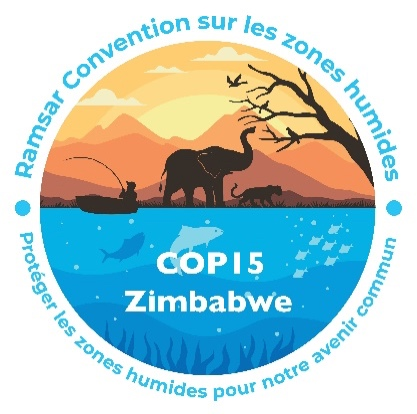 Ramsar Convention sur les zones humides
COP15
Zimbabwe
Protéger les zones humides pour notre avenir commun